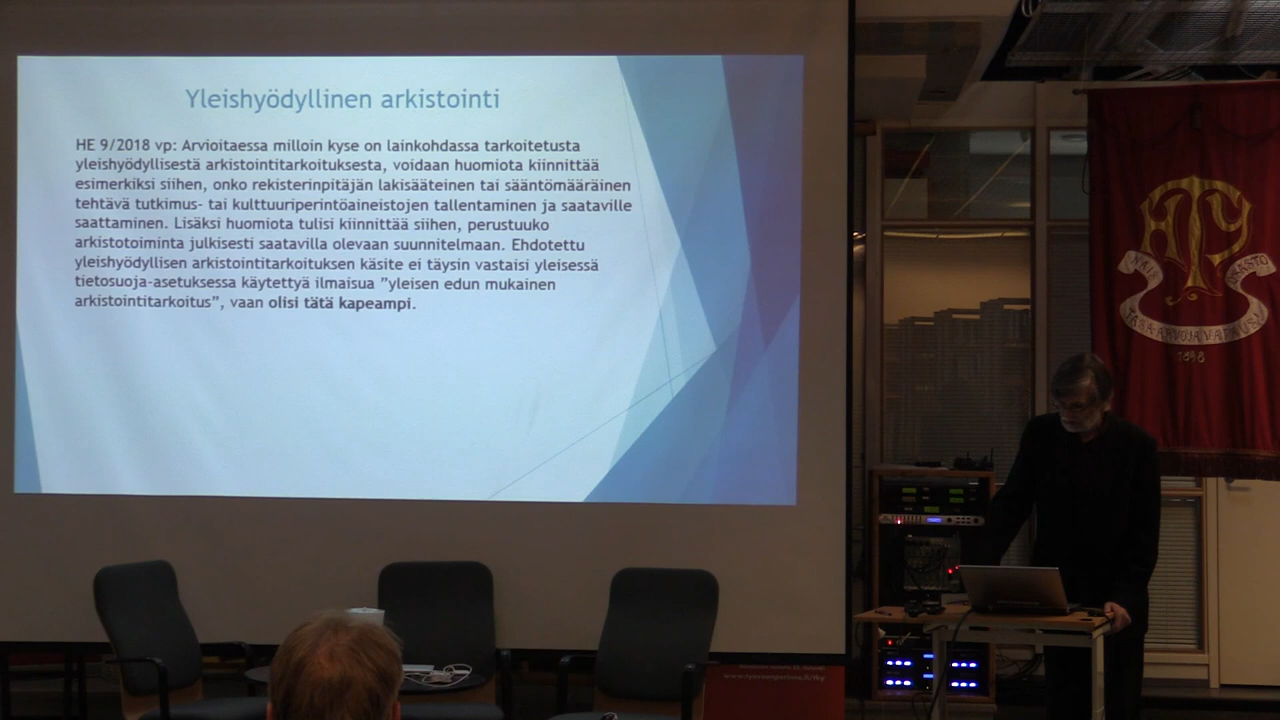 Yleishyödyllinen arkistointi
HE 9/2018 vp: Arvioitaessa milloin kyse on lainkohdassa tarkoitetusta
yleishyödyllisestä arkistointitarkoituksesta, voidaan huomiota kiinnittää
esimerkiksi siihen, onko rekisterinpitäjän lakisääteinen tai sääntömääräinen
tehtävä tutkimus- tai kulttuuriperintöaineistojen tallentaminen ja saataville
saattaminen. Lisäksi huomiota tulisi kiinnittää siihen, perustuuko
arkistotoiminta julkisesti saatavilla olevaan suunnitelmaan. Ehdotettu
yleishyödyllisen arkistointitarkoituksen käsite ei täysin vastaisi yleisessä
tietosuoja-asetuksessa käytettyä ilmaisua ”yleisen edun mukainen
arkistointitarkoitus”, vaan olisi tätä kapeampi.
HTY
1898